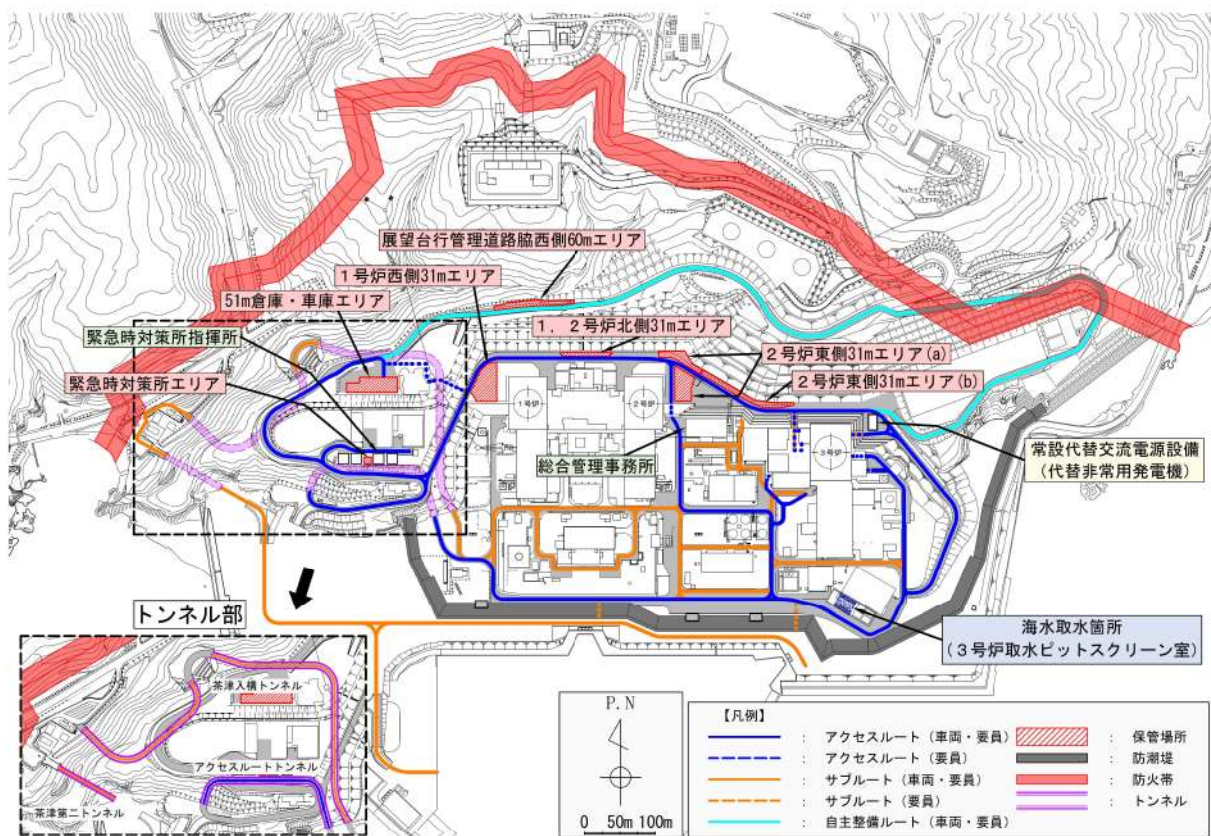 展望台行管理道路脇西側60mエリア
1号炉西側31mエリア
51m倉庫・車庫エリア
1．2号炉北側31mエリア
緊急時対策所指揮所
2号炉東側31mエリア(a)
緊急時対策所エリア
2号炉東側31mエリア(b)
1号炉
2号炉
3号炉
総合管理事務所
常設代替交流電源設備
(代替非常用発電機)
トンネル部
海水取水箇所
(3号炉取水ピットスクリーン室)
茶津入構トンネル
アクセスルートトンネル
茶津第二トンネル
P.N
0 50m 100m
【凡例】
： アクセスルート（車両・要員）
： アクセスルート（要員）
： サブルート（車両・要員）
： サブルート（要員）
： 自主整備ルート（車両・要員）
： 保管場所
： 防潮堤
： 防火帯
： トンネル